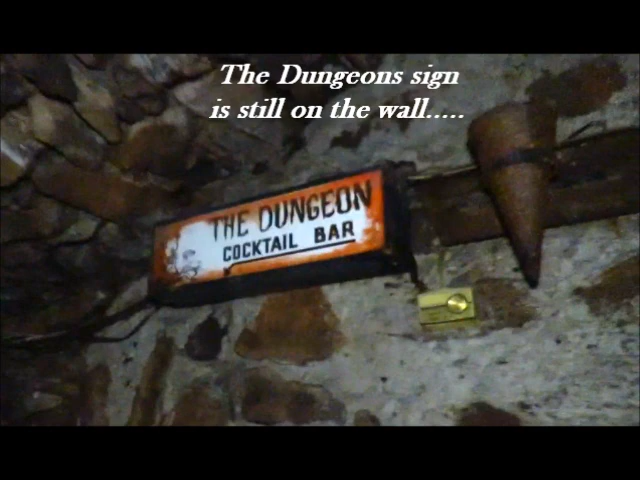 The Dungeons sign
is still on the wall.....
THE DUNGEON
COCKTAIL BAR